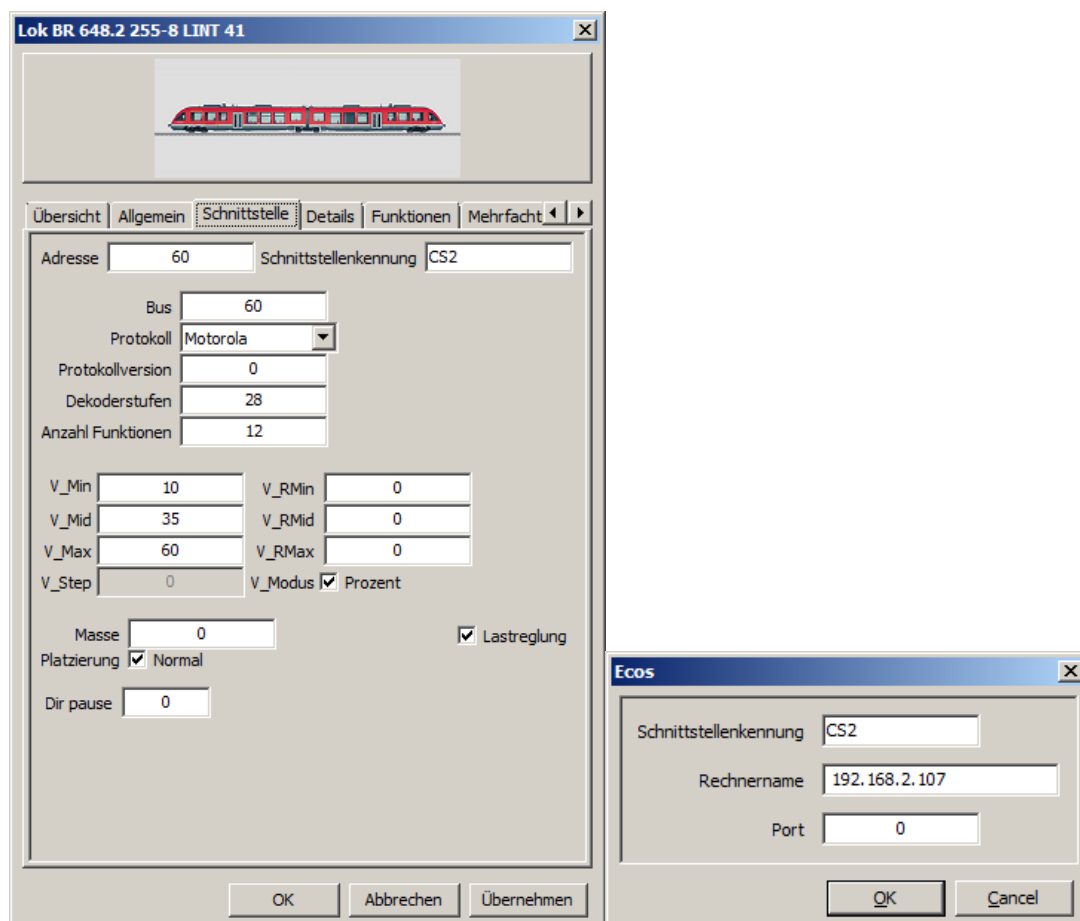 Lok BR 648.2 255-8 LINT 41
Übersicht Allgemein Schnittstelle Details Funktionen Mehrfacht
Adresse 60 Schnittstellenkennung CS2
Bus 60
Protokoll Motorola
Protokollversion 0
Dekoderstufen 28
Anzahl Funktionen 12
V_Min 10 V_RMin 0
V_Mid 35 V_RMid 0
V_Max 60 V_RMax 0
V_Step 0 V_Modus Prozent
Masse 0 Lastreglung
Platzierung Normal
Dir pause 0
OK Abbrechen Übernehmen
Ecos
Schnittstellenkennung CS2
Rechnername 192.168.2.107
Port 0
OK Cancel